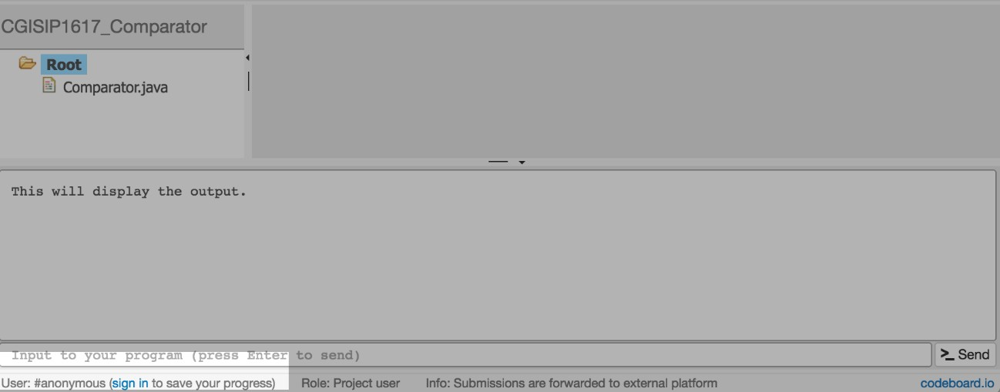 CGISIP1617_Comparator
Root
Comparator.java
This will display the output.
Input to your program (press Enter to send)
>_ Send
User: #anonymous (sign in to save your progress) Role: Project user Info: Submissions are forwarded to external platform codeboard.io